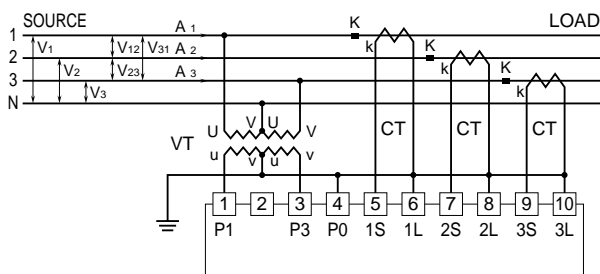 SOURCE LOAD
1 V1 V12 V31 A1 K k
2 V2 V23 A2 K k
3 V3 A3 K k
N
U V U V CT CT CT
VT
u v u v
1 2 3 4 5 6 7 8 9 10
P1 P3 P0 1S 1L 2S 2L 3S 3L